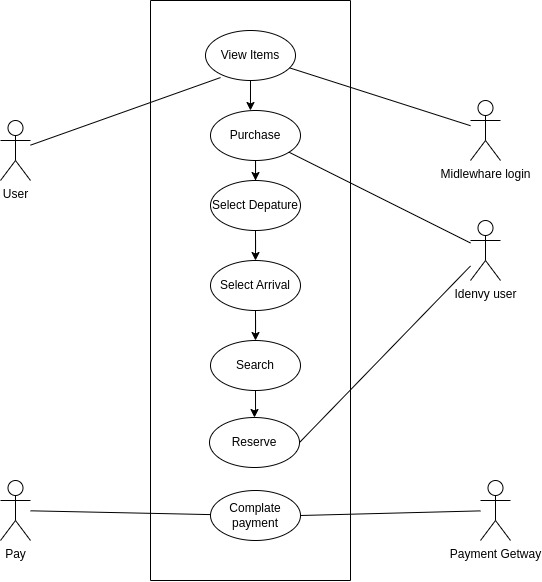 View Items
Purchase
User
Midlewhare login
Select Depature
Select Arrival
Idenvy user
Search
Reserve
Complate
payment
Pay
Payment Getway